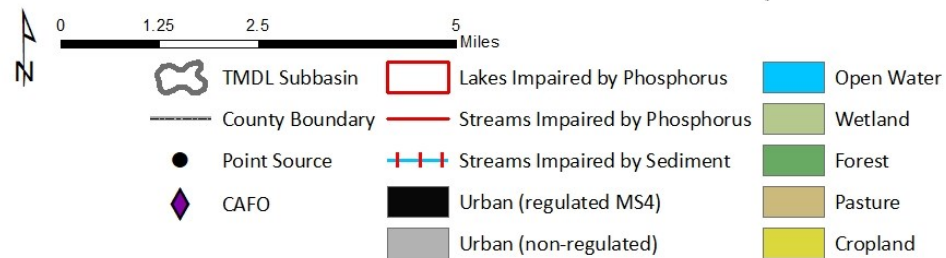 0 1.25 2.5 5
Miles
N
TMDL Subbasin
County Boundary
Point Source
CAFO
Lakes Impaired by Phosphorus
Streams Impaired by Phosphorus
Streams Impaired by Sediment
Urban (regulated MS4)
Urban (non-regulated)
Open Water
Wetland
Forest
Pasture
Cropland